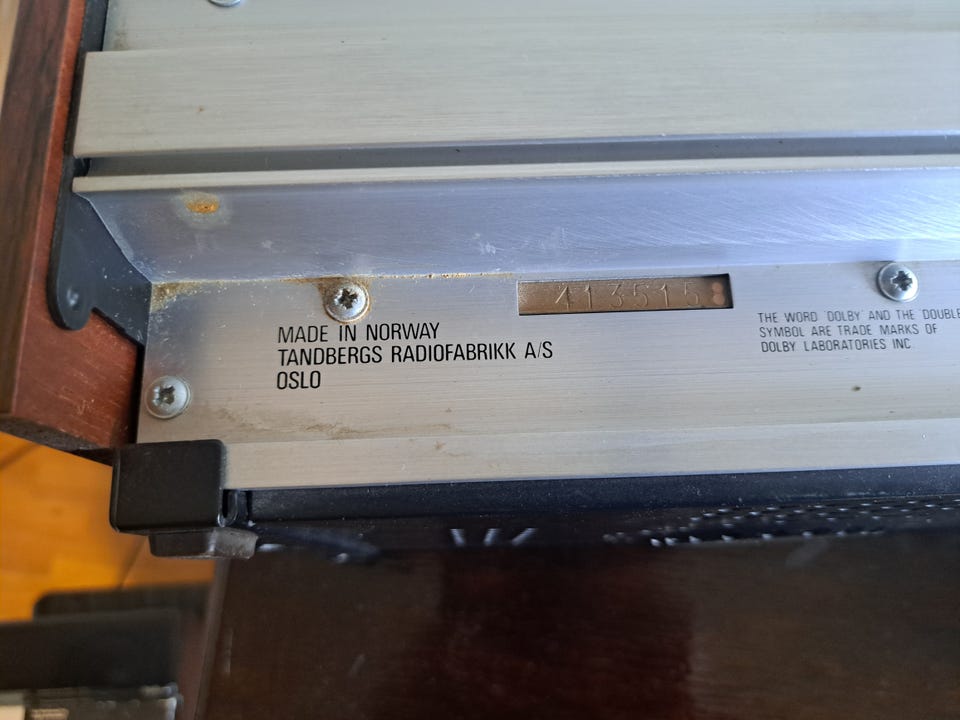 413515
MADE IN NORWAY
TANDBERGS RADIOFABRIKK A/S
OSLO
THE WORD DOLBY AND THE DOUBLE
SYMBOL ARE TRADE MARKS OF
DOLBY LABORATORIES INC